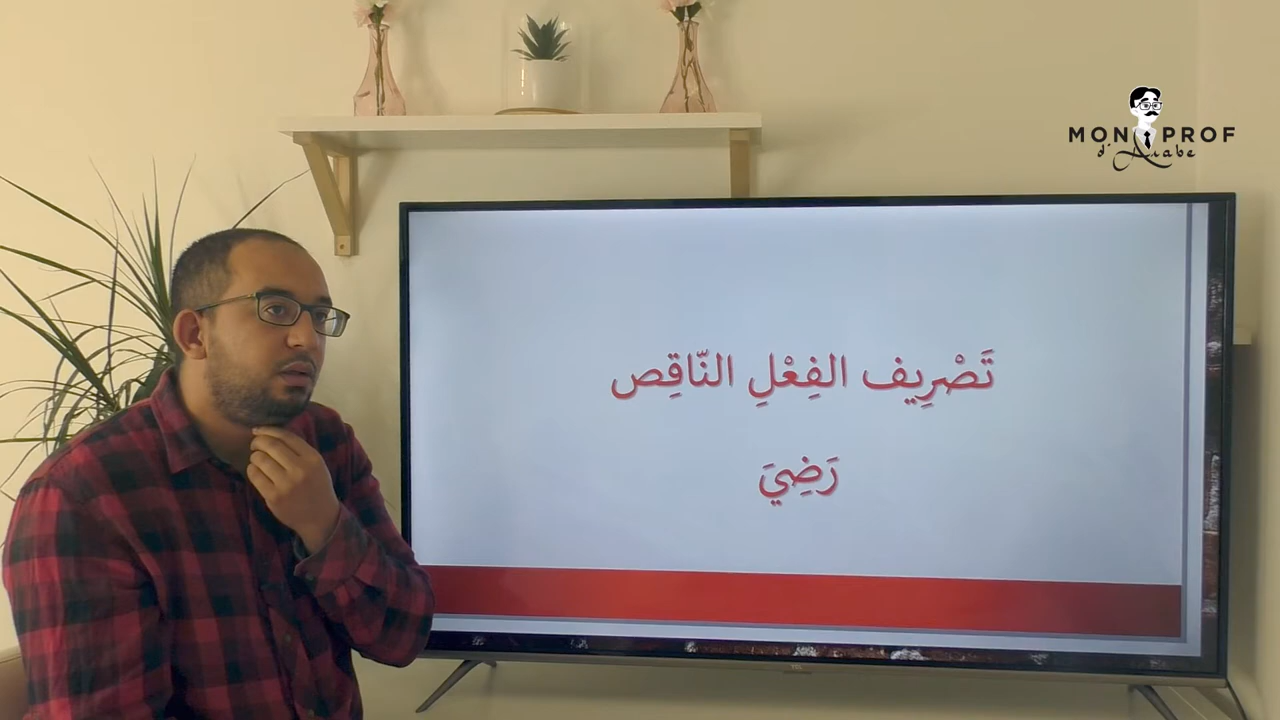 MON PROF
d'Arabe
تَصْرِيف الفِعْلِ النّاقِص
رَضِيَ